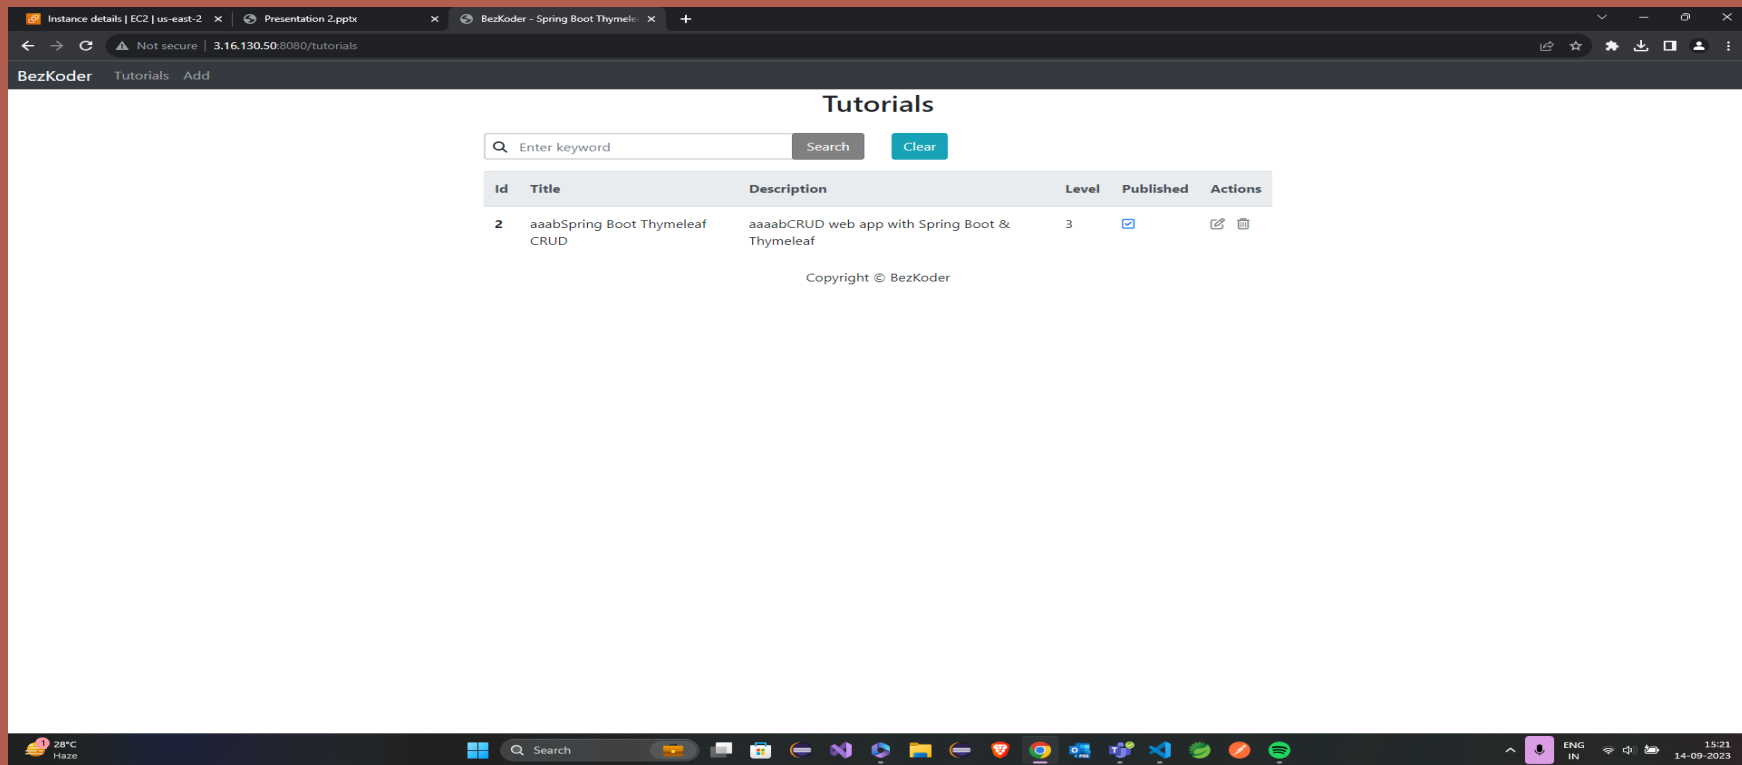 Instance details | EC2 | us-east-2
Presentation 2.pptx
BezKoder - Spring Boot Thymele
Not secure | 3.16.130.50:8080/tutorials
BezKoder Tutorials Add
Tutorials
Enter keyword Search Clear
Id Title Description Level Published Actions
2 aaabSpring Boot Thymeleaf aaaabCRUD web app with Spring Boot & 3
CRUD Thymeleaf
Copyright © BezKoder
1 28°C
Haze
Search
ENG
IN
15:21
14-09-2023